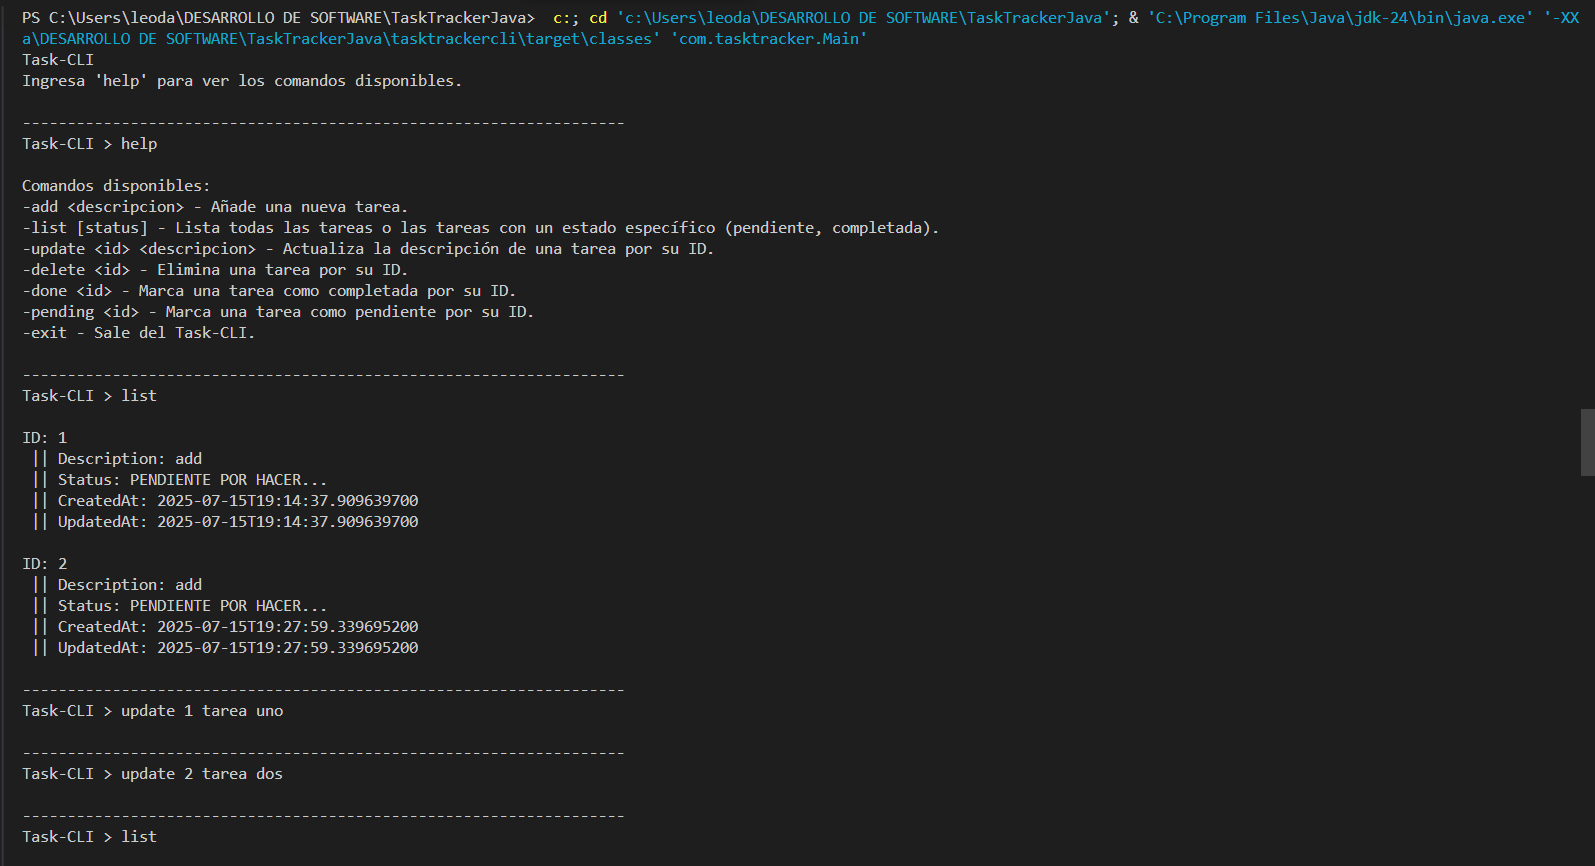 PS C:\Users\leoda\DESARROLLO DE SOFTWARE\TaskTrackerJava>  c:; cd 'c:\Users\leoda\DESARROLLO DE SOFTWARE\TaskTrackerJava'; & 'C:\Program Files\Java\jdk-24\bin\java.exe' '-XX
a\DESARROLLO DE SOFTWARE\TaskTrackerJava\tasktrackercli\target\classes' 'com.tasktracker.Main'
Task-CLI
Ingresa 'help' para ver los comandos disponibles.
-------------------------------------------------------------------
Task-CLI > help
Comandos disponibles:
-add <descripcion> - Añade una nueva tarea.
-list [status] - Lista todas las tareas o las tareas con un estado específico (pendiente, completada).
-update <id> <descripcion> - Actualiza la descripción de una tarea por su ID.
-delete <id> - Elimina una tarea por su ID.
-done <id> - Marca una tarea como completada por su ID.
-pending <id> - Marca una tarea como pendiente por su ID.
-exit - Sale del Task-CLI.
-------------------------------------------------------------------
Task-CLI > list
ID: 1
 || Description: add
 || Status: PENDIENTE POR HACER...
 || CreatedAt: 2025-07-15T19:14:37.909639700
 || UpdatedAt: 2025-07-15T19:14:37.909639700
ID: 2
 || Description: add
 || Status: PENDIENTE POR HACER...
 || CreatedAt: 2025-07-15T19:27:59.339695200
 || UpdatedAt: 2025-07-15T19:27:59.339695200
-------------------------------------------------------------------
Task-CLI > update 1 tarea uno
-------------------------------------------------------------------
Task-CLI > update 2 tarea dos
-------------------------------------------------------------------
Task-CLI > list